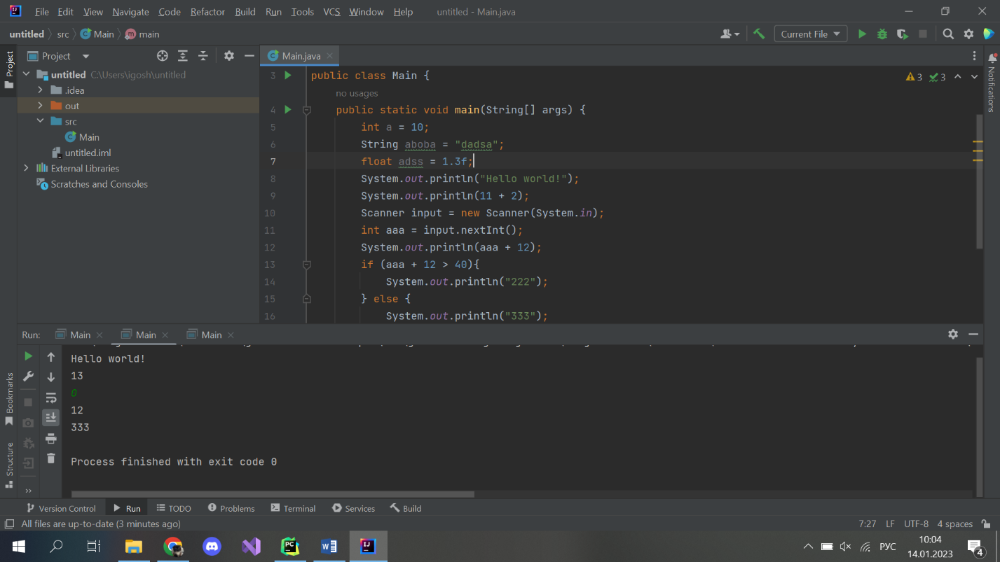 File Edit View Navigate Code Refactor Build Run Tools VCS Window Help untitled - Main.java
untitled src Main main
Current File
Project
Main.java
untitled C:\Users\igosh\untitled
.idea
out
src
Main
untitled.iml
External Libraries
Scratches and Consoles
Project
Bookmarks
Structure
Notifications
3 3
3 public class Main {
no usages
4 public static void main(String[] args) {
5 int a = 10;
6 String aboba = "dadsa";
7 float adss = 1.3f;
8 System.out.println("Hello world!");
9 System.out.println(11 + 2);
10 Scanner input = new Scanner(System.in);
11 int aaa = input.nextInt();
12 System.out.println(aaa + 12);
13 if (aaa + 12 > 40){
14 System.out.println("222");
15 } else {
16 System.out.println("333");
Run: Main Main Main
Hello world!
13
0
12
333
Process finished with exit code 0
Version Control Run TODO Problems Terminal Services Build
All files are up-to-date (3 minutes ago)
7:27 LF UTF-8 4 spaces
РУС
10:04
14.01.2023
4